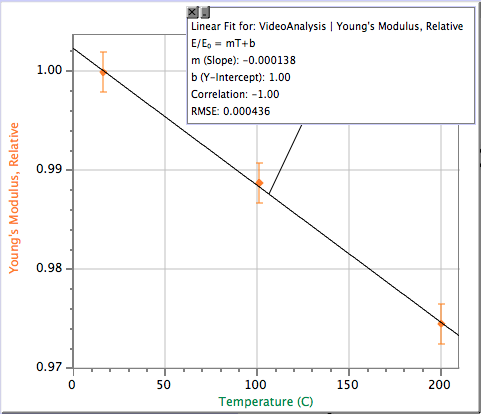 Linear Fit for: VideoAnalysis | Young's Modulus, Relative
E/E₀ = mT+b
m (Slope): -0.000138
b (Y-Intercept): 1.00
Correlation: -1.00
RMSE: 0.000436
Young's Modulus, Relative
1.00
0.99
0.98
0.97
0
50
100
150
200
Temperature (C)